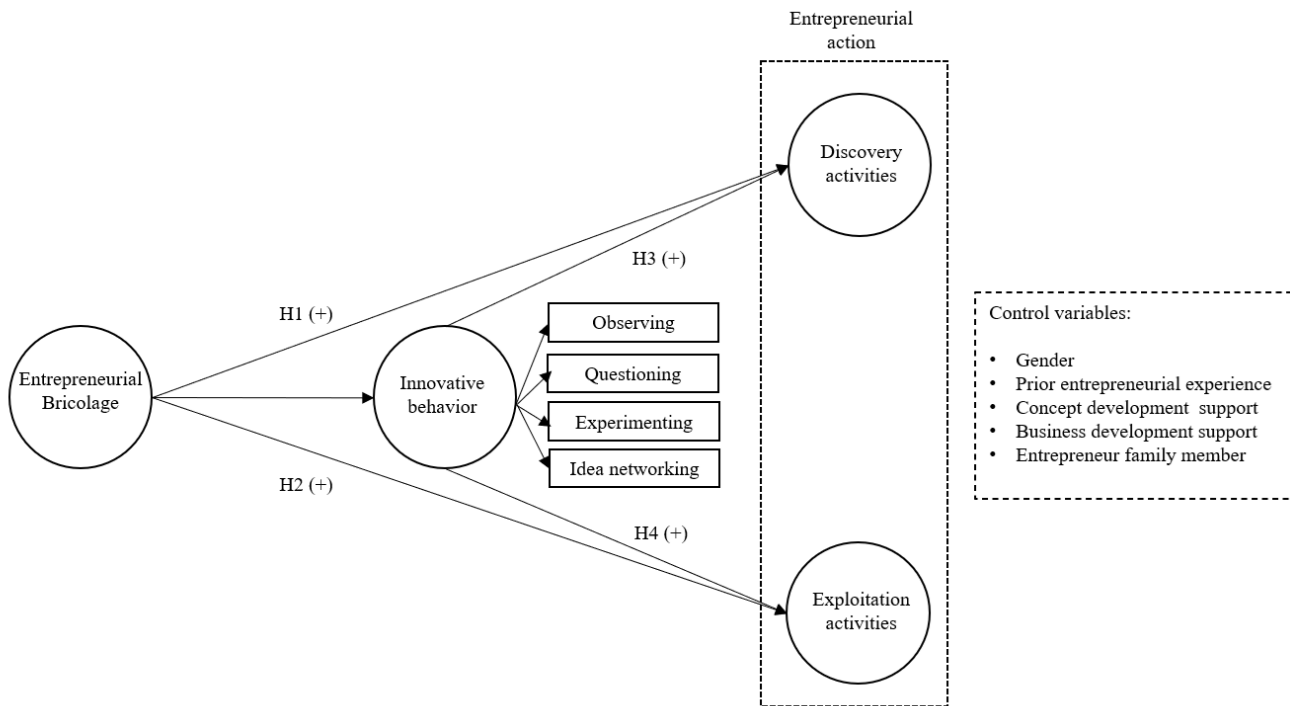 Entrepreneurial
action
Discovery
activities
H3 (+)
H1 (+)
Observing
Questioning
Experimenting
Idea networking
Entrepreneurial
Bricolage
Innovative
behavior
H2 (+)
H4 (+)
Exploitation
activities
Control variables:
• Gender
• Prior entrepreneurial experience
• Concept development support
• Business development support
• Entrepreneur family member